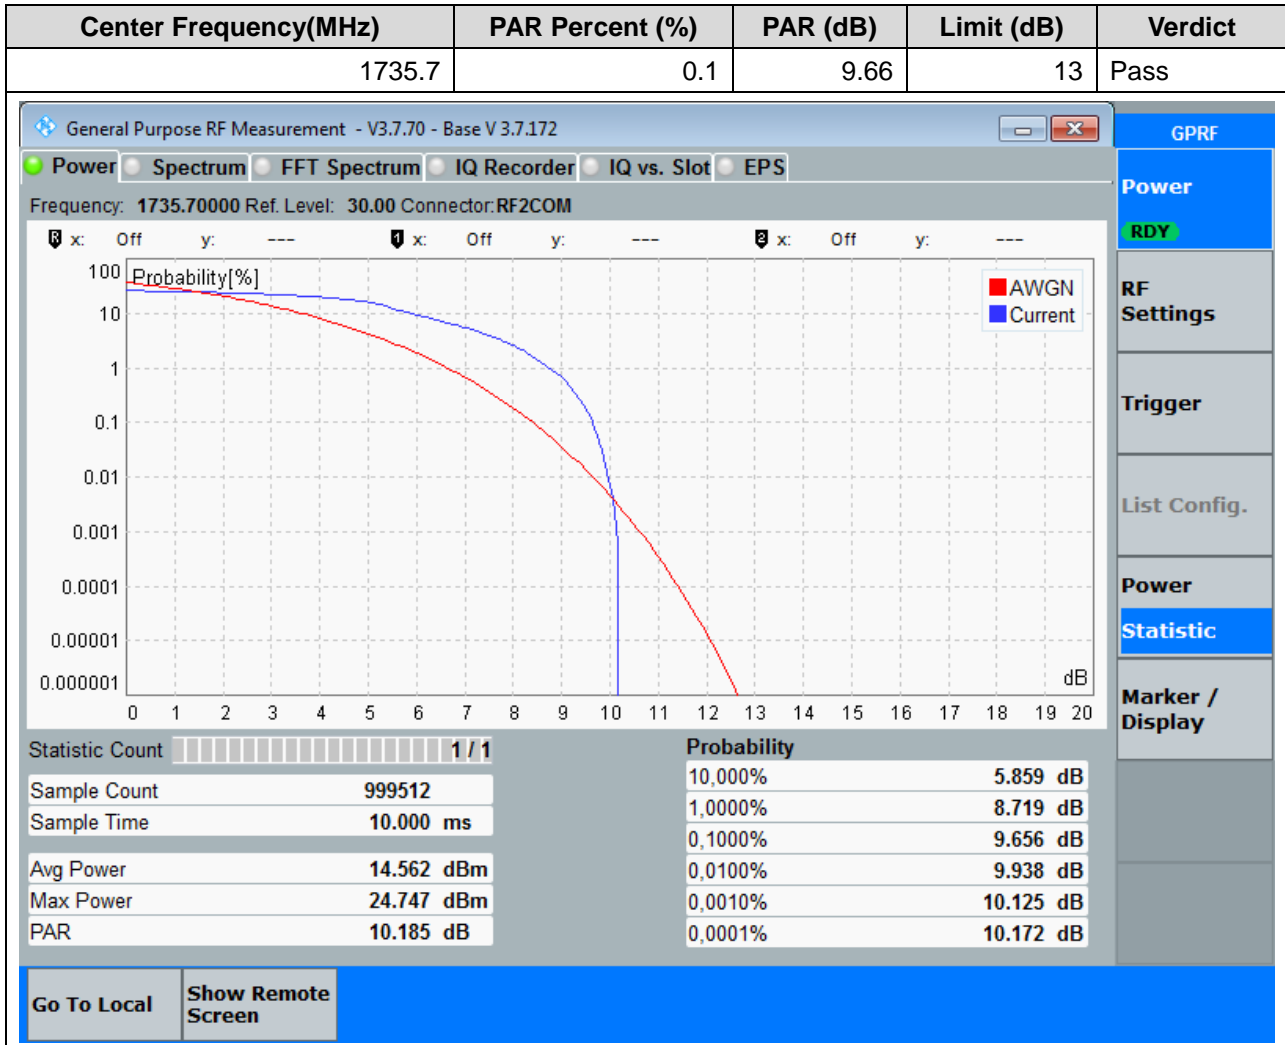 Center Frequency(MHz) PAR Percent (%) PAR (dB) Limit (dB) Verdict
1735.7 0.1 9.66 13 Pass
General Purpose RF Measurement - V3.7.70 - Base V 3.7.172
GPRF
Power Spectrum FFT Spectrum IQ Recorder IQ vs. Slot EPS
Frequency: 1735.70000 Ref. Level: 30.00 Connector:RF2COM
R x: Off y: --- 1 x: Off y: --- 2 x: Off y: ---
Probability[%]
AWGN
Current
100
10
1
0.1
0.01
0.001
0.0001
0.00001
0.000001
dB
0 1 2 3 4 5 6 7 8 9 10 11 12 13 14 15 16 17 18 19 20
Statistic Count 1 / 1
Sample Count 999512
Sample Time 10.000 ms
Avg Power 14.562 dBm
Max Power 24.747 dBm
PAR 10.185 dB
Probability
10,000% 5.859 dB
1,0000% 8.719 dB
0,1000% 9.656 dB
0,0100% 9.938 dB
0,0010% 10.125 dB
0,0001% 10.172 dB
Power
RDY
RF
Settings
Trigger
List Config.
Power
Statistic
Marker /
Display
Go To Local
Show Remote
Screen